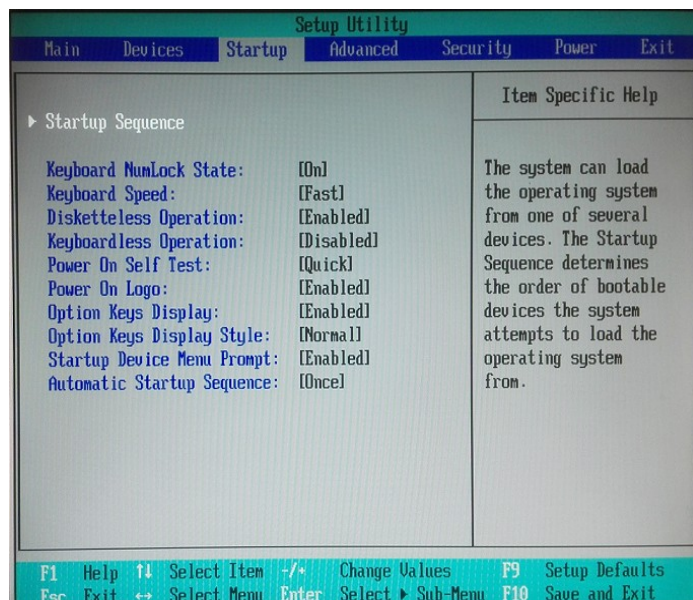 Setup Utility
Main Devices Startup Advanced Security Power Exit
▸ Startup Sequence
Keyboard NumLock State: [On]
Keyboard Speed: [Fast]
Disketteless Operation: [Enabled]
Keyboardless Operation: [Disabled]
Power On Self Test: [Quick]
Power On Logo: [Enabled]
Option Keys Display: [Enabled]
Option Keys Display Style: [Normal]
Startup Device Menu Prompt: [Enabled]
Automatic Startup Sequence: [Once]
Item Specific Help
The system can load
the operating system
from one of several
devices. The Startup
Sequence determines
the order of bootable
devices the system
attempts to load the
operating system
from.
F1 Help ↑↓ Select Item -/+ Change Values F9 Setup Defaults
Esc Exit ↔ Select Menu Enter Select ▸ Sub-Menu F10 Save and Exit